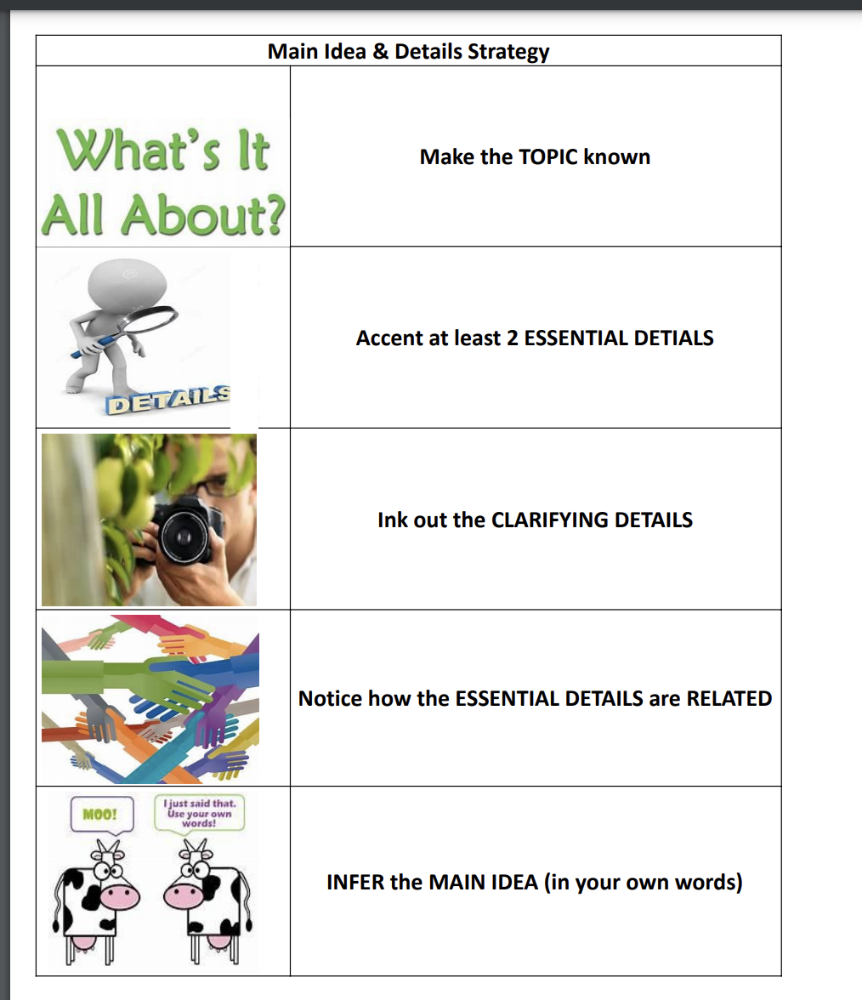 Main Idea & Details Strategy
What's It
All About?
Make the TOPIC known
DETAILS
Accent at least 2 ESSENTIAL DETIALS
Ink out the CLARIFYING DETAILS
Notice how the ESSENTIAL DETAILS are RELATED
MOO!
I just said that.
Use your own
words!
INFER the MAIN IDEA (in your own words)